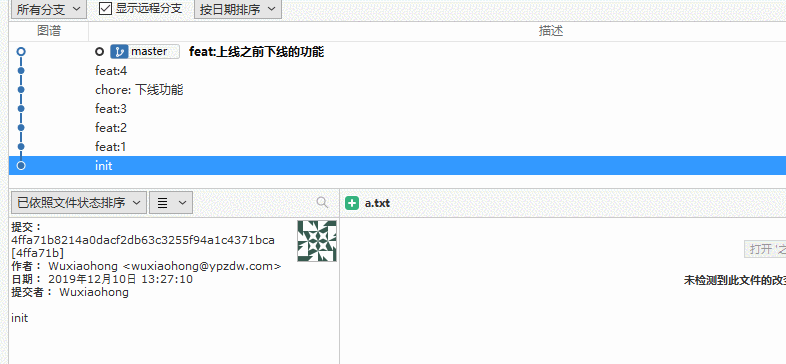 所有分支 显示远程分支 按日期排序
图谱 描述
master feat:上线之前下线的功能
feat:4
chore: 下线功能
feat:3
feat:2
feat:1
init
已依照文件状态排序 a.txt
提交：
4ffa71b8214a0dacf2db63c3255f94a1c4371bca
[4ffa71b]
作者： Wuxiaohong <wuxiaohong@ypzdw.com>
日期： 2019年12月10日 13:27:10
提交者： Wuxiaohong
init
打开 '之
未检测到此文件的改变